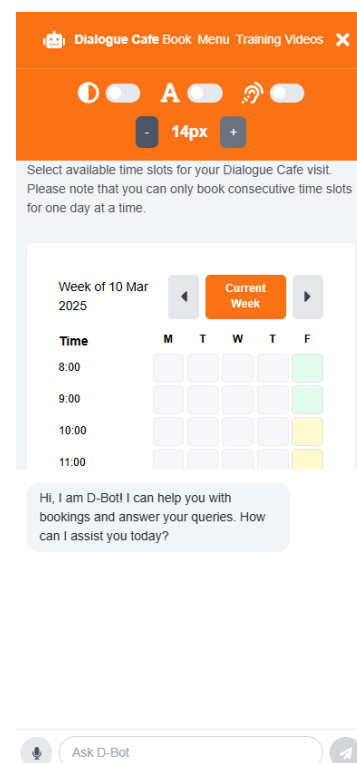 Dialogue Cafe Book Menu Training Videos
A
- 14px +
Select available time slots for your Dialogue Cafe visit.
Please note that you can only book consecutive time slots
for one day at a time.
Week of 10 Mar
2025
Current
Week
Time M T W T F
8:00
9:00
10:00
11:00
Hi, I am D-Bot! I can help you with
bookings and answer your queries. How
can I assist you today?
Ask D-Bot